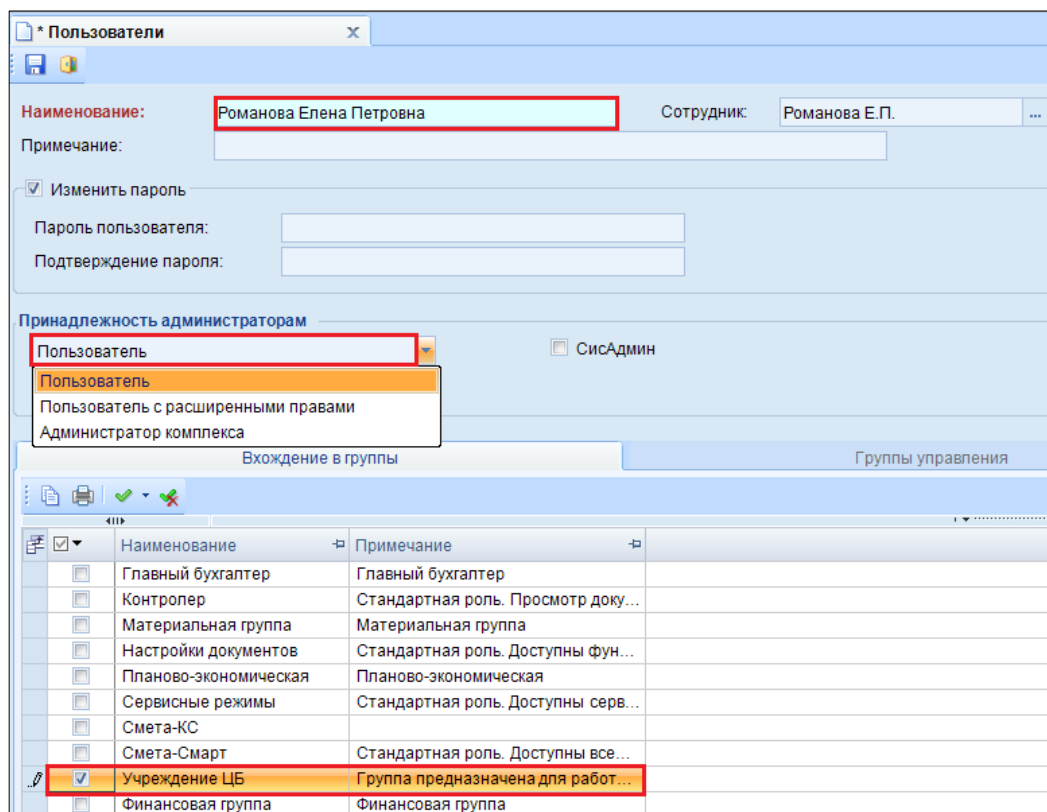 * Пользователи x
Наименование: Романова Елена Петровна Сотрудник: Романова Е.П. ...
Примечание:
Изменить пароль
Пароль пользователя:
Подтверждение пароля:
Принадлежность администраторам
Пользователь СисАдмин
Пользователь
Пользователь с расширенными правами
Администратор комплекса
Вхождение в группы Группы управления
Наименование Примечание
Главный бухгалтер Главный бухгалтер
Контролер Стандартная роль. Просмотр доку...
Материальная группа Материальная группа
Настройки документов Стандартная роль. Доступны фун...
Планово-экономическая Планово-экономическая
Сервисные режимы Стандартная роль. Доступны серв...
Смета-КС
Смета-Смарт Стандартная роль. Доступны все...
Учреждение ЦБ Группа предназначена для работ...
Финансовая группа Финансовая группа